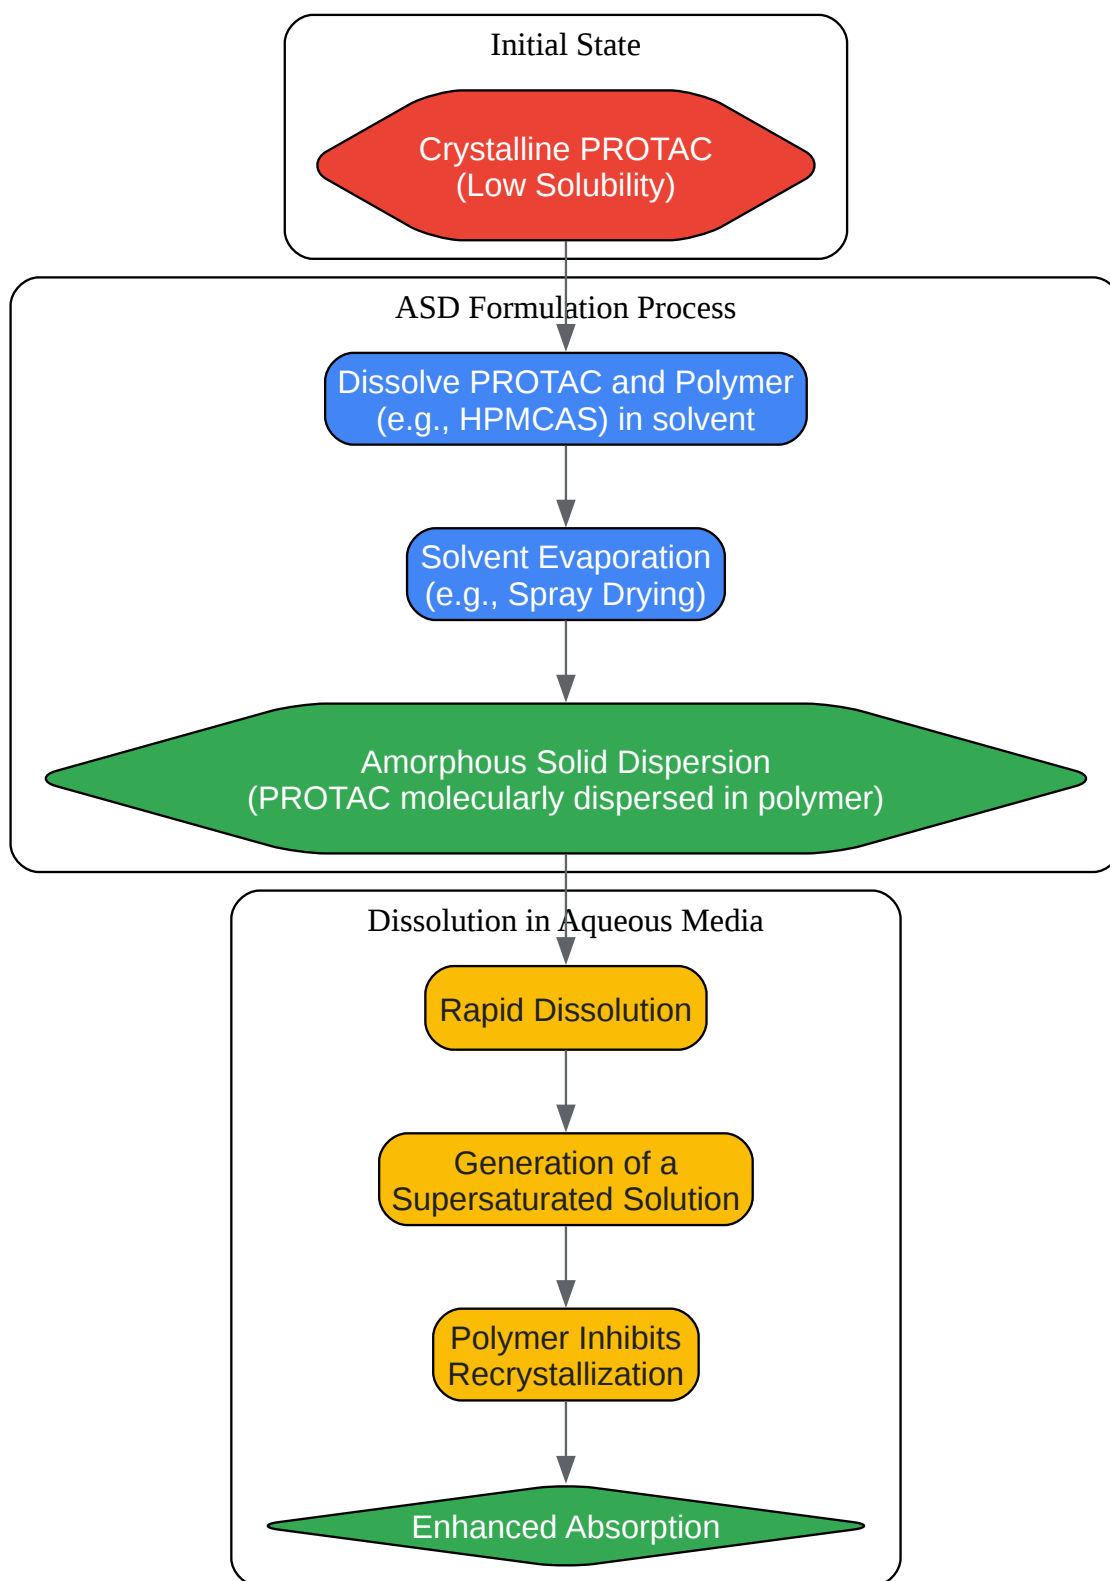 Initial State
Crystalline PROTAC
(Low Solubility)
ASD Formulation Process
Dissolve PROTAC and Polymer
(e.g., HPMCAS) in solvent
Solvent Evaporation
(e.g., Spray Drying)
Amorphous Solid Dispersion
(PROTAC molecularly dispersed in polymer)
Dissolution in Aqueous Media
Rapid Dissolution
Generation of a
Supersaturated Solution
Polymer Inhibits
Recrystallization
Enhanced Absorption